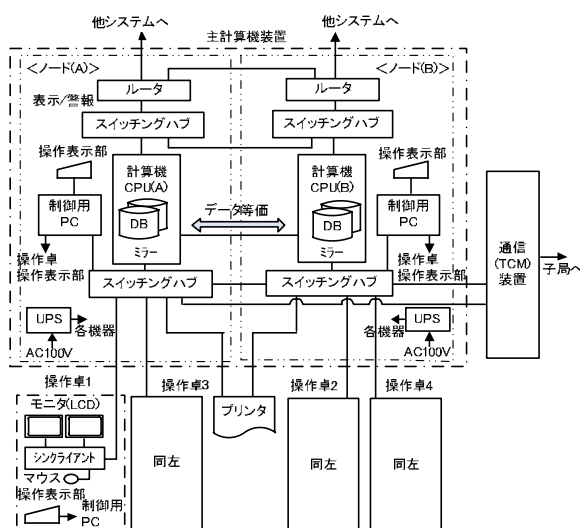 他システムへ
他システムへ
主計算機装置
＜ノード(A)＞
＜ノード(B)＞
ルータ
ルータ
表示/警報
スイッチングハブ
スイッチングハブ
操作表示部
操作表示部
計算機
CPU(A)
計算機
CPU(B)
制御用
PC
DB
ミラー
データ等価
DB
ミラー
制御用
PC
通信
(TCM)
装置
操作卓
操作表示部
操作卓
操作表示部
子局へ
スイッチングハブ
スイッチングハブ
UPS
各機器
AC100V
各機器
UPS
AC100V
操作卓1
操作卓3
操作卓2
操作卓4
モニタ(LCD)
プリンタ
シンクライアント
マウス
操作表示部
制御用
PC
同左
同左
同左